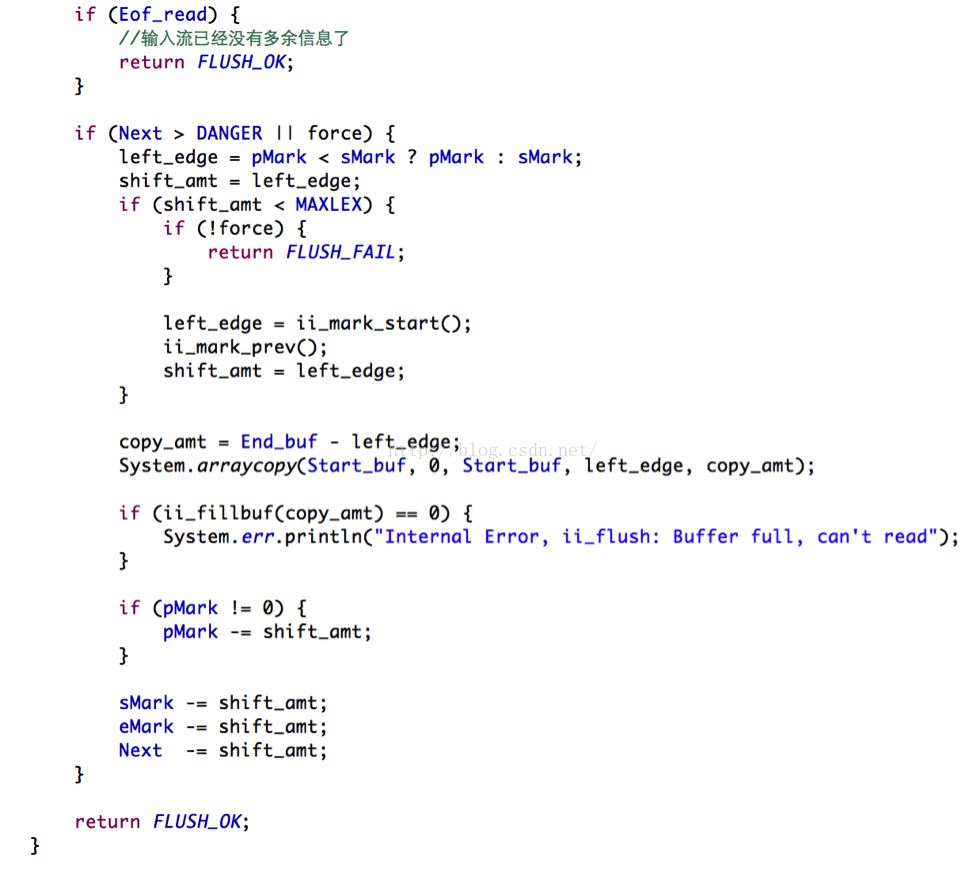 if (Eof_read) {
//输入流已经没有多余信息了
return FLUSH_OK;
}
if (Next > DANGER || force) {
left_edge = pMark < sMark ? pMark : sMark;
shift_amt = left_edge;
if (shift_amt < MAXLEX) {
if (!force) {
return FLUSH_FAIL;
}
left_edge = ii_mark_start();
ii_mark_prev();
shift_amt = left_edge;
}
copy_amt = End_buf - left_edge;
http://blog.csdn.net/
System.arraycopy(Start_buf, 0, Start_buf, left_edge, copy_amt);
if (ii_fillbuf(copy_amt) == 0) {
System.err.println("Internal Error, ii_flush: Buffer full, can't read");
}
if (pMark != 0) {
pMark -= shift_amt;
}
sMark -= shift_amt;
eMark -= shift_amt;
Next  -= shift_amt;
}
return FLUSH_OK;
}